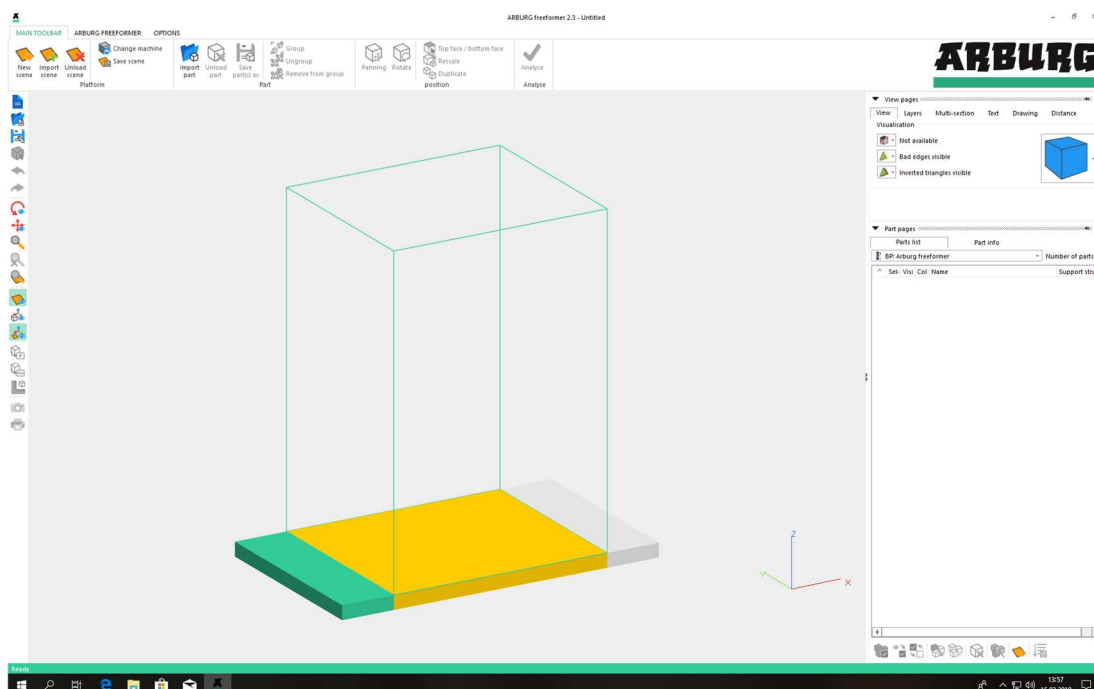 ARBURG freeformer 2.3 - Untitled
MAIN TOOLBAR ARBURG FREEFORMER OPTIONS
New scene
Import scene
Unload scene
Change machine
Save scene
Platform
Import part
Unload part
Save part(s) as
Group
Ungroup
Remove from group
Part
Panning
Rotate
Top face / bottom face
Rescale
Duplicate
position
Analyse
Analyse
ARBURG
View pages
View Layers Multi-section Text Drawing Distance
Visualisation
Not available
Bad edges visible
Inverted triangles visible
Part pages
Parts list Part info
BP: Arburg freeformer Number of parts
Sel Visi Col Name Support stru
Z
Y
X
Ready
13:57